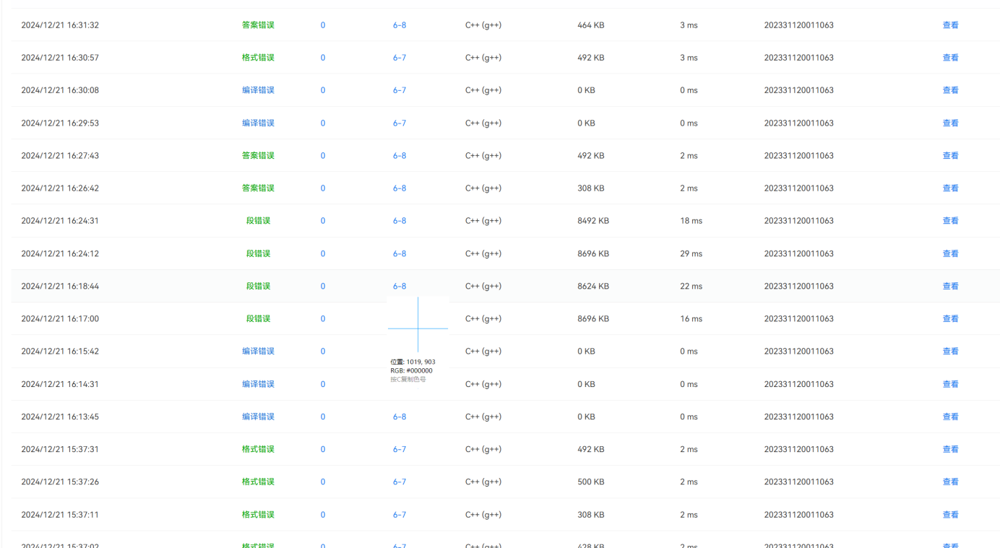 2024/12/21 16:31:32 答案错误 0 6-8 C++ (g++) 464 KB 3 ms 202331120011063 查看
2024/12/21 16:30:57 格式错误 0 6-7 C++ (g++) 492 KB 3 ms 202331120011063 查看
2024/12/21 16:30:08 编译错误 0 6-7 C++ (g++) 0 KB 0 ms 202331120011063 查看
2024/12/21 16:29:53 编译错误 0 6-7 C++ (g++) 0 KB 0 ms 202331120011063 查看
2024/12/21 16:27:43 答案错误 0 6-8 C++ (g++) 492 KB 2 ms 202331120011063 查看
2024/12/21 16:26:42 答案错误 0 6-8 C++ (g++) 308 KB 2 ms 202331120011063 查看
2024/12/21 16:24:31 段错误 0 6-8 C++ (g++) 8492 KB 18 ms 202331120011063 查看
2024/12/21 16:24:12 段错误 0 6-8 C++ (g++) 8696 KB 29 ms 202331120011063 查看
2024/12/21 16:18:44 段错误 0 6-8 C++ (g++) 8624 KB 22 ms 202331120011063 查看
2024/12/21 16:17:00 段错误 0 C++ (g++) 8696 KB 16 ms 202331120011063 查看
2024/12/21 16:15:42 编译错误 0 C++ (g++) 0 KB 0 ms 202331120011063 查看
位置: 1019, 903
RGB: #000000
按C复制色号
2024/12/21 16:14:31 编译错误 0 C++ (g++) 0 KB 0 ms 202331120011063 查看
2024/12/21 16:13:45 编译错误 0 6-8 C++ (g++) 0 KB 0 ms 202331120011063 查看
2024/12/21 15:37:31 格式错误 0 6-7 C++ (g++) 492 KB 2 ms 202331120011063 查看
2024/12/21 15:37:26 格式错误 0 6-7 C++ (g++) 500 KB 2 ms 202331120011063 查看
2024/12/21 15:37:11 格式错误 0 6-7 C++ (g++) 308 KB 2 ms 202331120011063 查看
2024/12/21 15:37:02 格式错误 0 6-7 C++ (g++) 428 KB 2 ms 202331120011063 查看